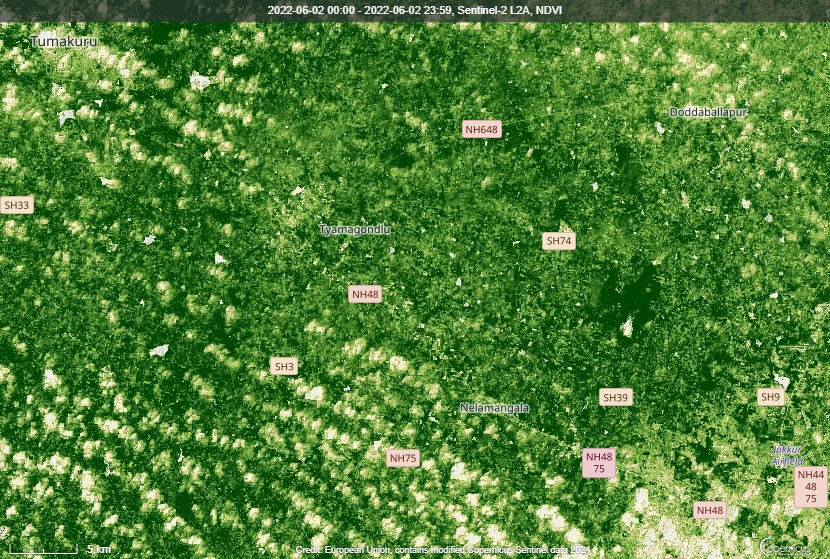 2022-06-02 00:00 - 2022-06-02 23:59, Sentinel-2 L2A, NDVI
Tumakuru
Doddaballapur
NH648
SH33
Tyamagondlu
SH74
NH48
SH3
SH39
SH9
Nelamangala
NH75
NH48
75
Jakkur
Airfield
NH44
48
75
NH48
5 km
Credit: European Union, contains modified Copernicus Sentinel data 2024
opernicus